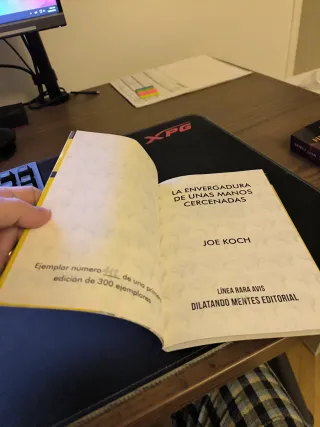 XPG
Ejemplar número de una primera
edición de 300 ejemplares
LA ENVERGADURA
DE UNAS MANOS
CERCENADAS
JOE KOCH
LÍNEA RARA AVIS
DILATANDO MENTES EDITORIAL